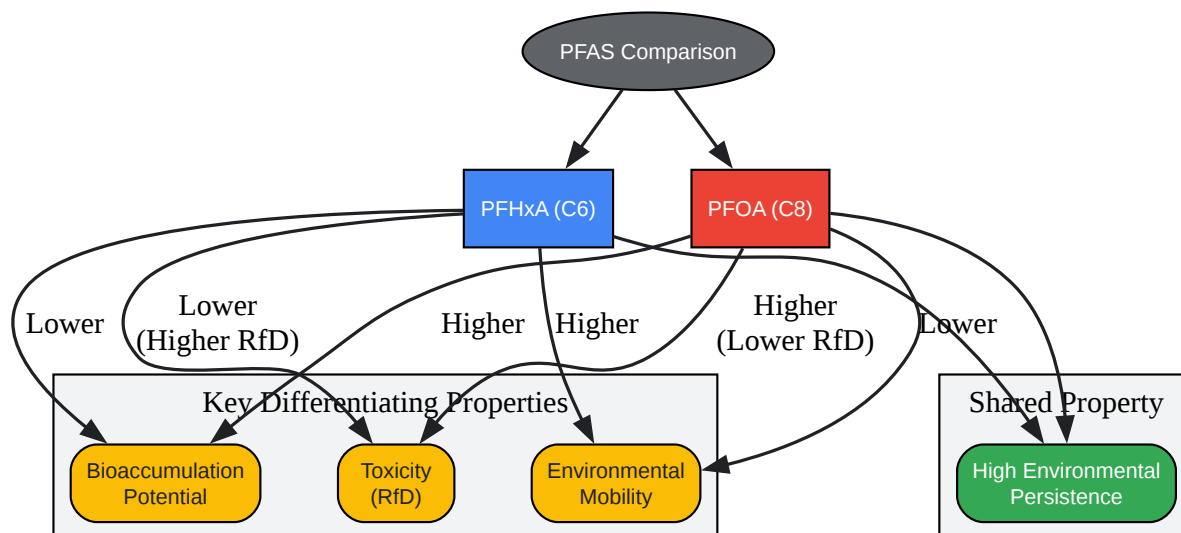 PFAS Comparison
PFHxA (C6)
PFOA (C8)
Lower
Lower
(Higher RfD)
Higher
Higher
Higher
(Lower RfD)
Lower
Key Differentiating Properties
Shared Property
Bioaccumulation
Potential
Toxicity
(RfD)
Environmental
Mobility
High Environmental
Persistence